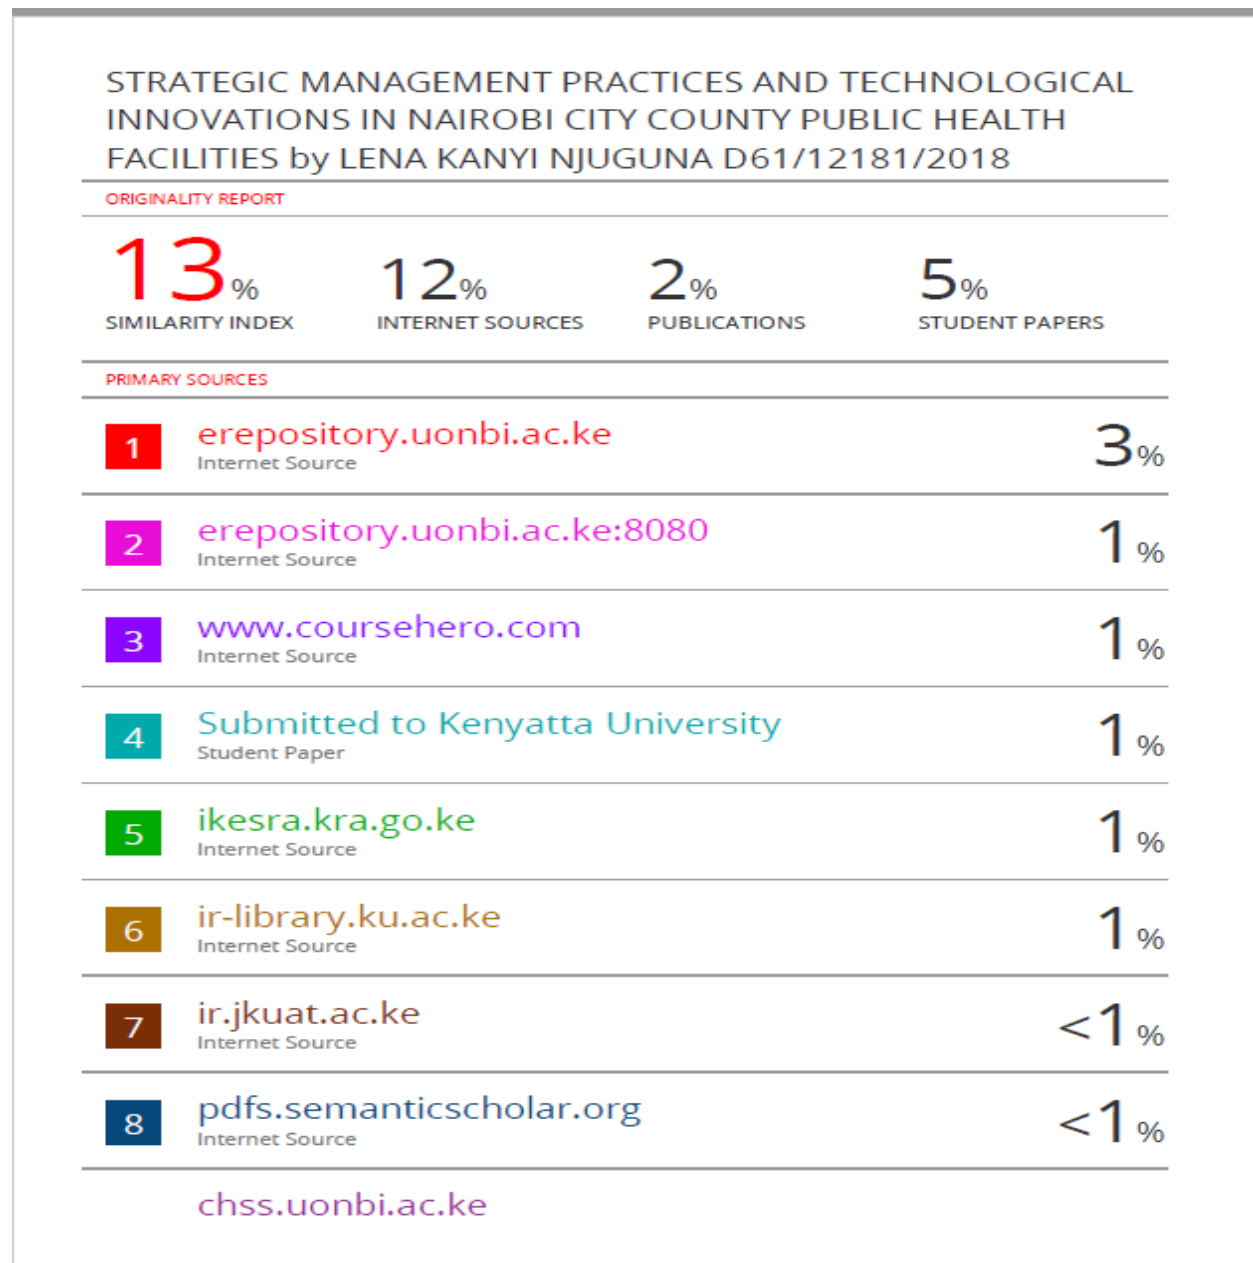 STRATEGIC MANAGEMENT PRACTICES AND TECHNOLOGICAL
INNOVATIONS IN NAIROBI CITY COUNTY PUBLIC HEALTH
FACILITIES by LENA KANYI NJUGUNA D61/12181/2018
ORIGINALITY REPORT
13% 12% 2% 5%
SIMILARITY INDEX INTERNET SOURCES PUBLICATIONS STUDENT PAPERS
PRIMARY SOURCES
1 erepository.uonbi.ac.ke 3%
Internet Source
2 erepository.uonbi.ac.ke:8080 1%
Internet Source
3 www.coursehero.com 1%
Internet Source
4 Submitted to Kenyatta University 1%
Student Paper
5 ikesra.kra.go.ke 1%
Internet Source
6 ir-library.ku.ac.ke 1%
Internet Source
7 ir.jkuat.ac.ke <1%
Internet Source
8 pdfs.semanticscholar.org <1%
Internet Source
chss.uonbi.ac.ke